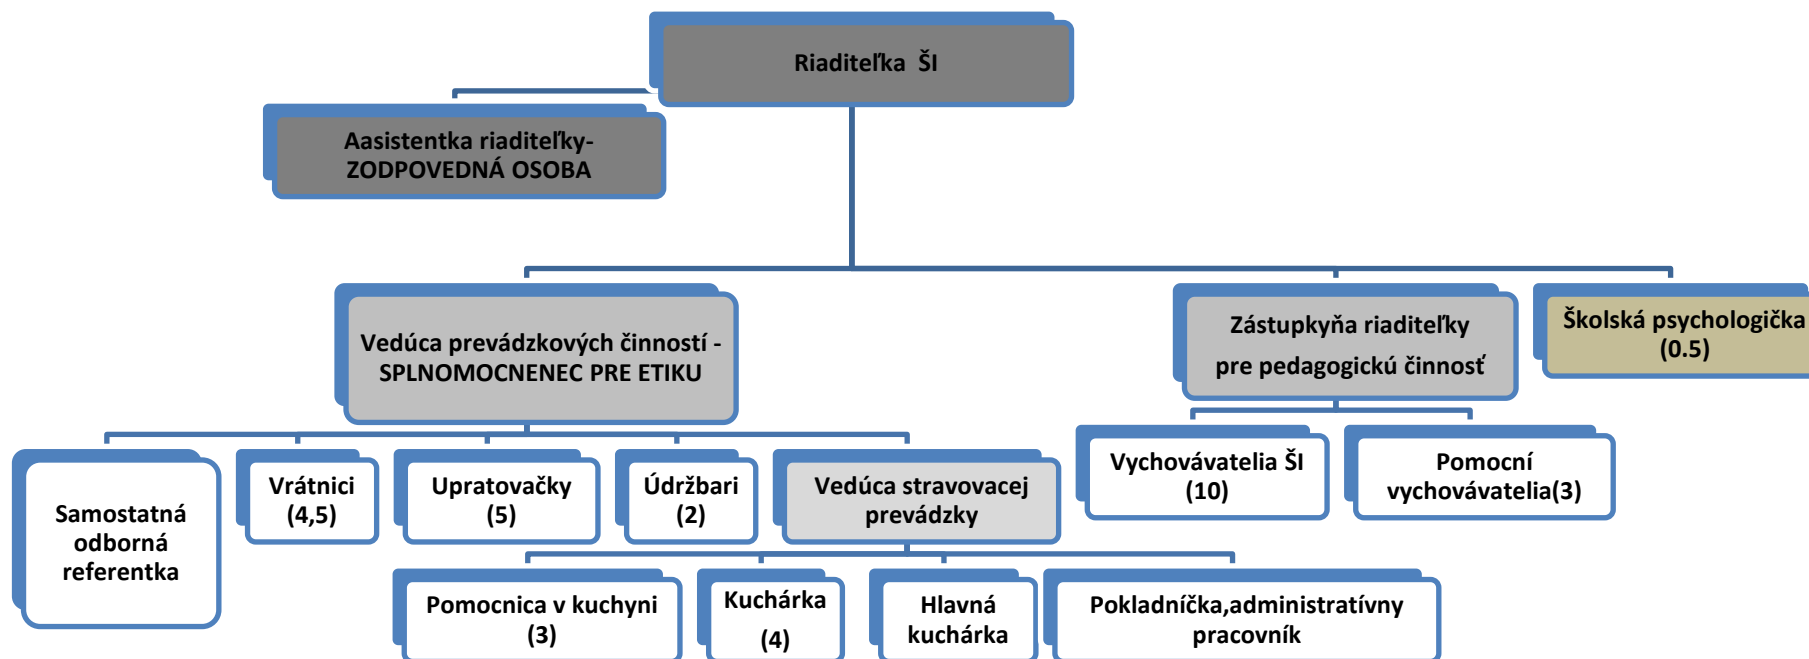 Riaditeľka  ŠI
Aasistentka riaditeľky-
ZODPOVEDNÁ OSOBA
Vedúca prevádzkových činností -
SPLNOMOCNENEC PRE ETIKU
Zástupkyňa riaditeľky
pre pedagogickú činnosť
Školská psychologička
(0.5)
Samostatná
odborná
referentka
Vrátnici
(4,5)
Upratovačky
(5)
Údržbari
(2)
Vedúca stravovacej
prevádzky
Vychovávatelia ŠI
(10)
Pomocní
vychovávatelia(3)
Pomocnica v kuchyni
(3)
Kuchárka
(4)
Hlavná
kuchárka
Pokladníčka,administratívny
pracovník